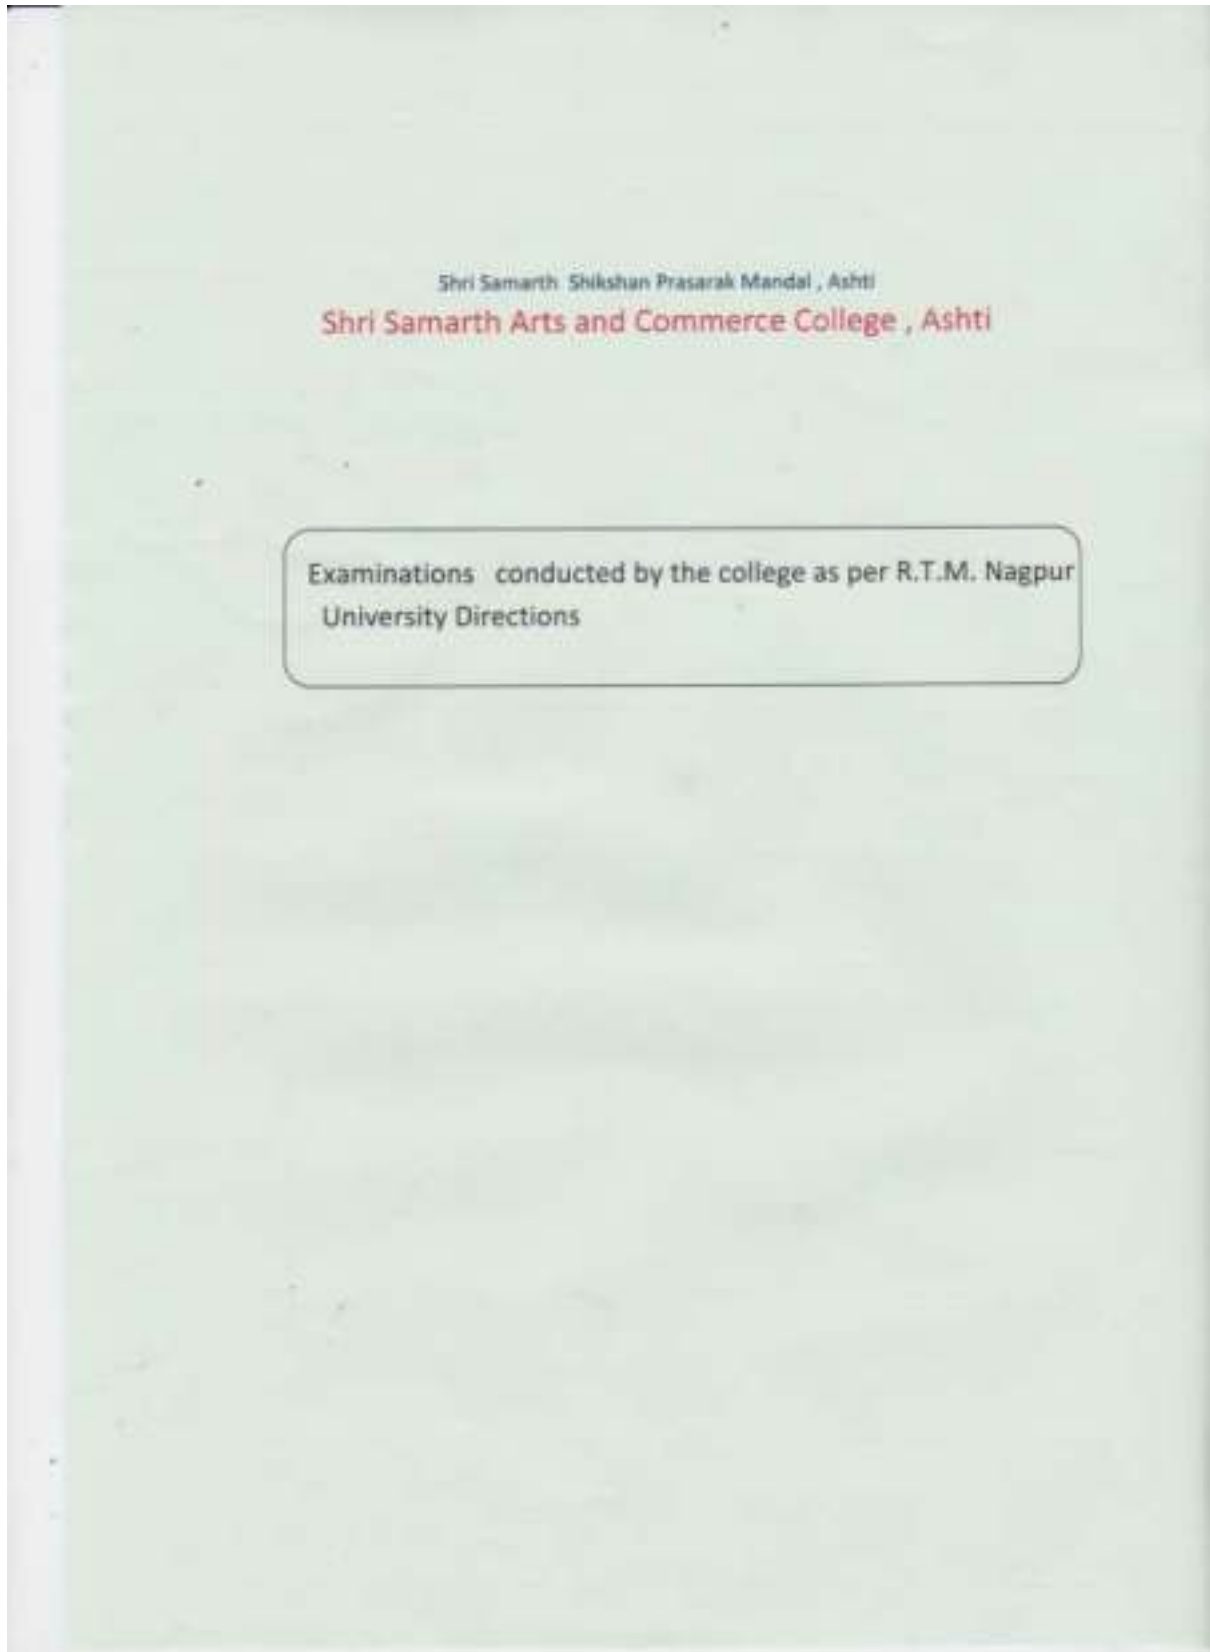 Shri Samarth Shikshan Prasarak Mandal , Ashti
Shri Samarth Arts and Commerce College , Ashti
Examinations conducted by the college as per R.T.M. Nagpur
University Directions